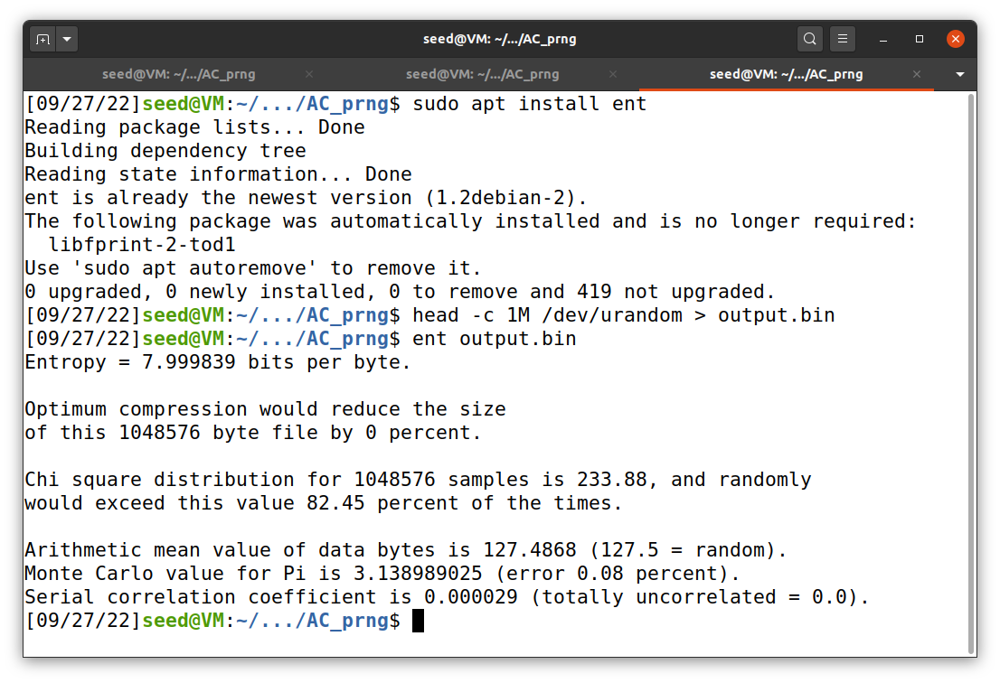 seed@VM: ~/.../AC_prng
seed@VM: ~/.../AC_prng
seed@VM: ~/.../AC_prng
seed@VM: ~/.../AC_prng
[09/27/22]seed@VM:~/.../AC_prng$ sudo apt install ent
Reading package lists... Done
Building dependency tree
Reading state information... Done
ent is already the newest version (1.2debian-2).
The following package was automatically installed and is no longer required:
  libfprint-2-tod1
Use 'sudo apt autoremove' to remove it.
0 upgraded, 0 newly installed, 0 to remove and 419 not upgraded.
[09/27/22]seed@VM:~/.../AC_prng$ head -c 1M /dev/urandom > output.bin
[09/27/22]seed@VM:~/.../AC_prng$ ent output.bin
Entropy = 7.999839 bits per byte.

Optimum compression would reduce the size
of this 1048576 byte file by 0 percent.

Chi square distribution for 1048576 samples is 233.88, and randomly
would exceed this value 82.45 percent of the times.

Arithmetic mean value of data bytes is 127.4868 (127.5 = random).
Monte Carlo value for Pi is 3.138989025 (error 0.08 percent).
Serial correlation coefficient is 0.000029 (totally uncorrelated = 0.0).
[09/27/22]seed@VM:~/.../AC_prng$